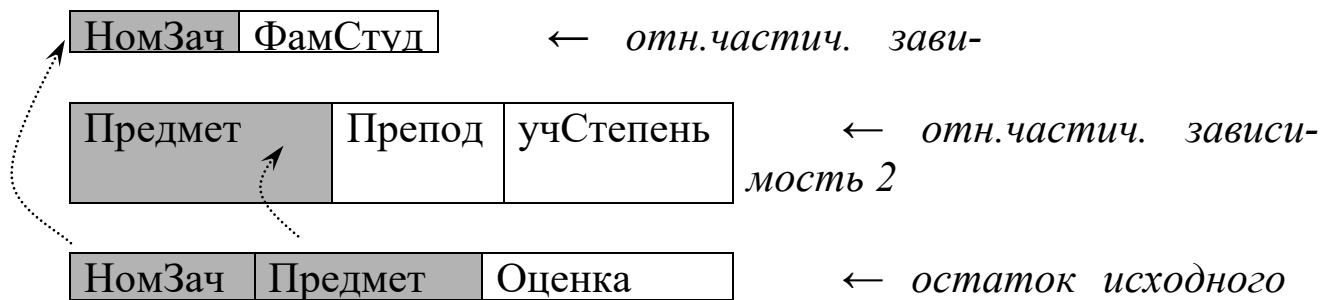 НомЗач ФамСтуд ← отн.частич. зави-
Предмет Препод учСтепень ← отн.частич. зависи-
мость 2
НомЗач Предмет Оценка ← остаток исходного